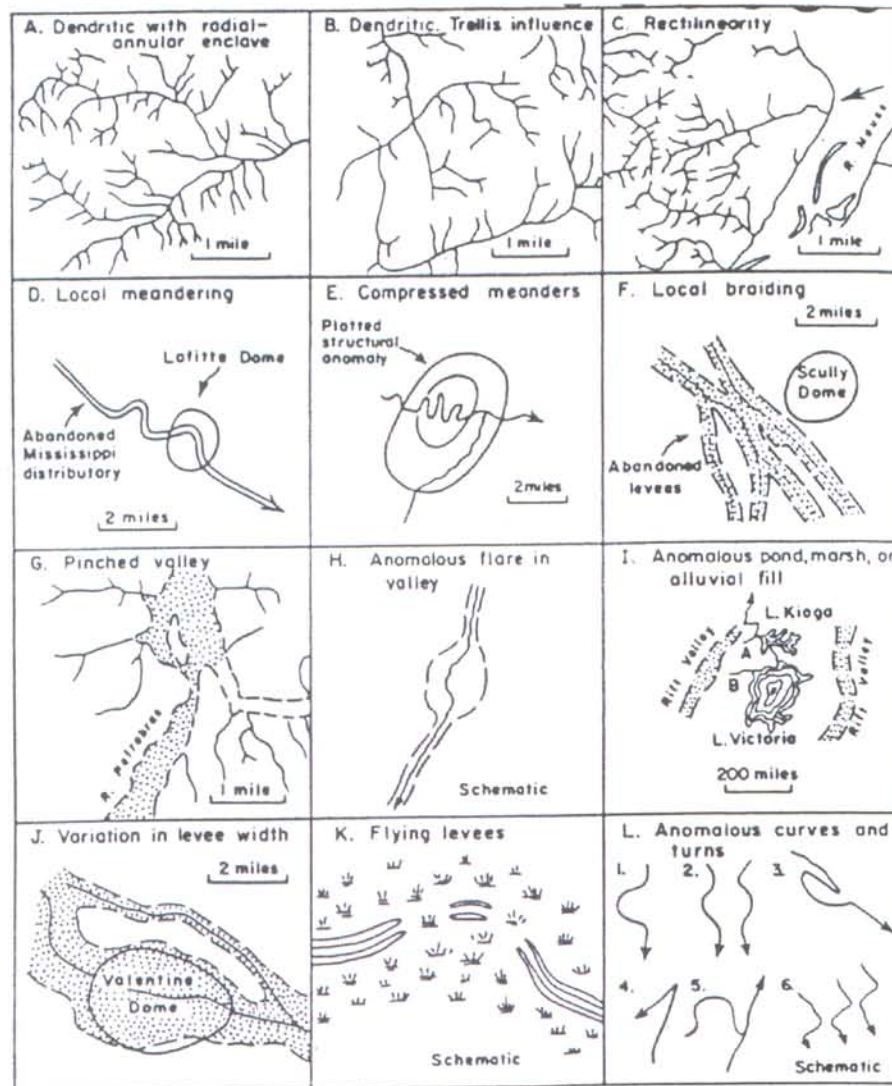 A. Dendritic with radial-
annular enclave
1 mile
B. Dendritic. Trellis influence
1 mile
C. Rectilinearity
1 mile
D. Local meandering
Lafitte Dome
Abandoned
Mississippi
distributary
2 miles
E. Compressed meanders
Plotted
structural
anomaly
2 miles
F. Local braiding
2 miles
Scully
Dome
Abandoned
levees
G. Pinched valley
1 mile
H. Anomalous flare in
valley
Schematic
I. Anomalous pond, marsh, or
alluvial fill
L. Kioga
Rift Valley
A
B
Rift Valley
L. Victoria
200 miles
J. Variation in levee width
2 miles
Valentine
Dome
K. Flying levees
Schematic
L. Anomalous curves and
turns
1.
2.
3.
4.
5.
6.
Schematic